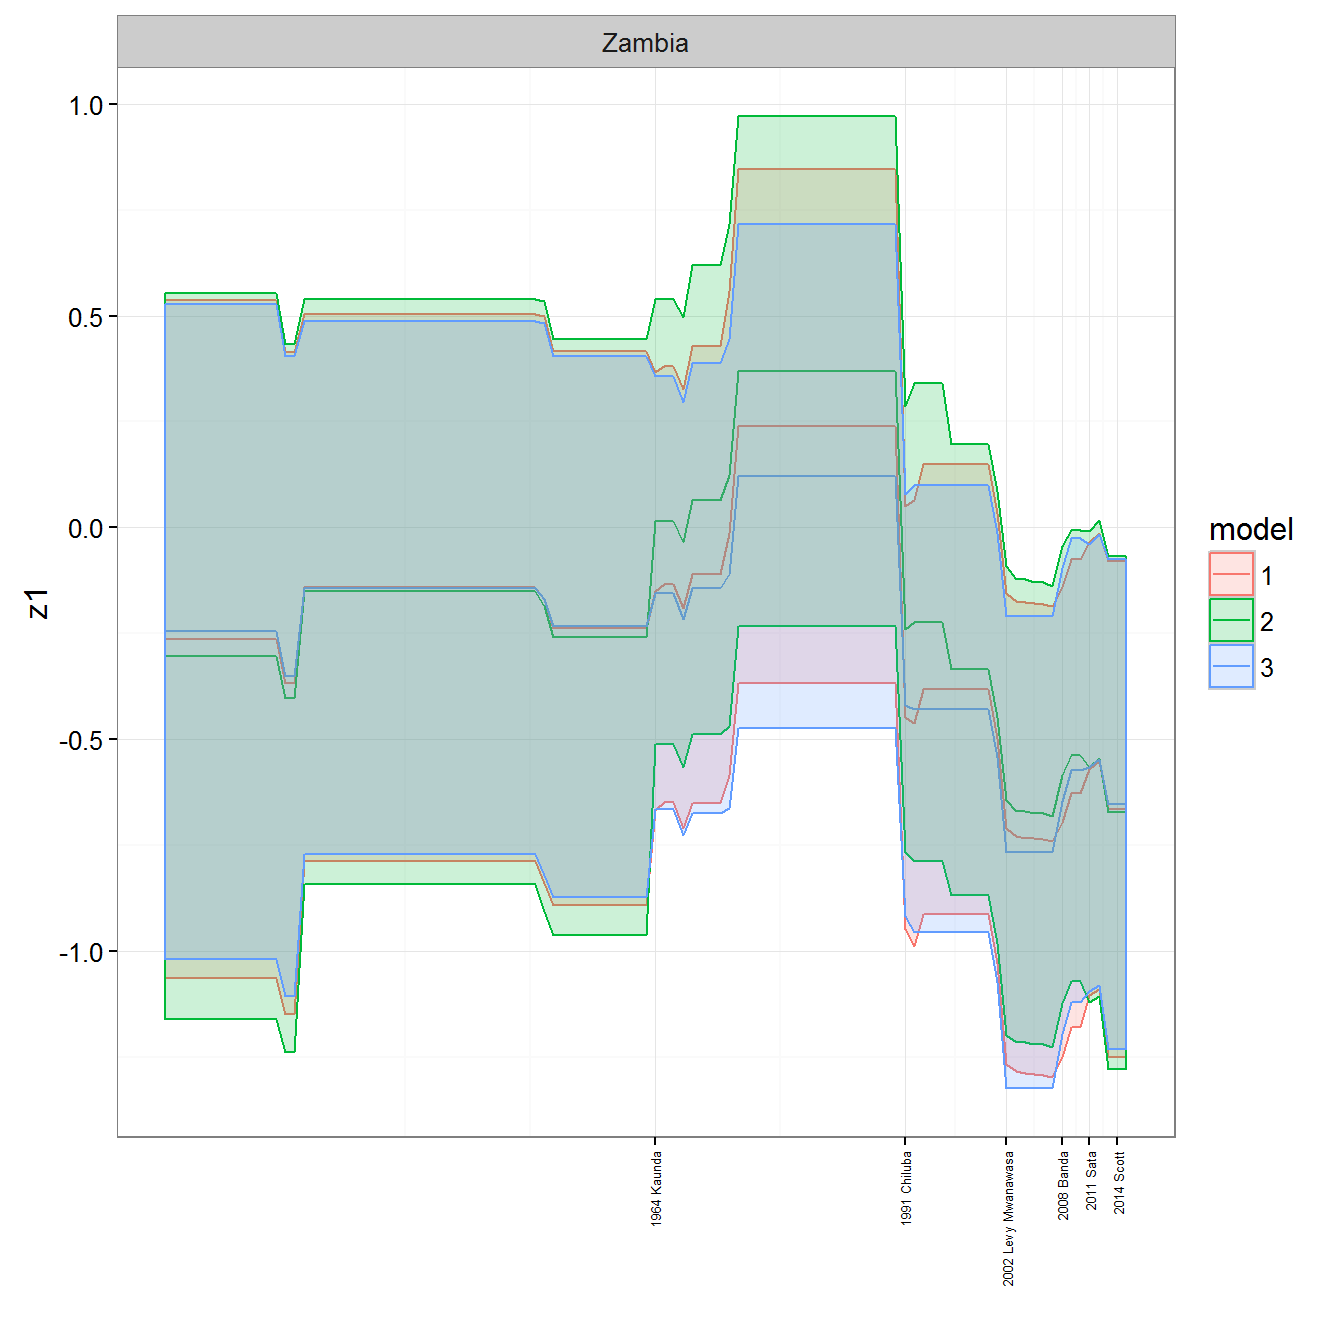 Zambia
1.0
0.5
0.0
-0.5
-1.0
z1
1964 Kaunda
1991 Chiluba
2002 Levy Mwanawasa
2008 Banda
2011 Sata
2014 Scott
model
1
2
3